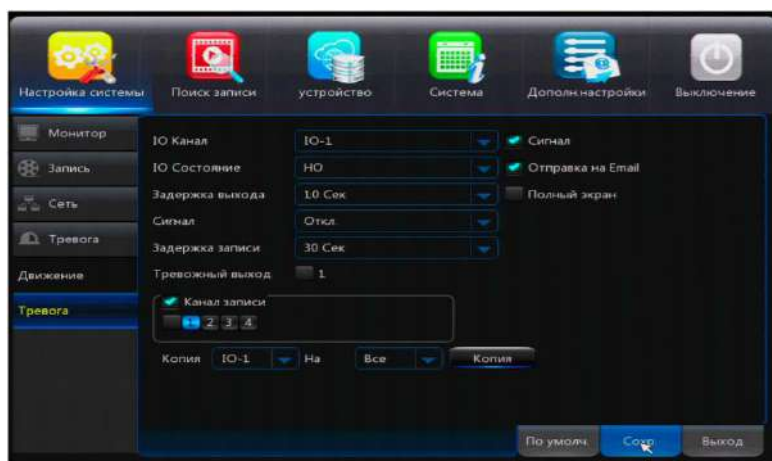 Настройка системы Поиск записи устройство Система Дополн.настройки Выключение
Монитор
Запись
Сеть
Тревога
Движение
Тревога
IO Канал IO-1 Сигнал
IO Состояние НО Отправка на Email
Задержка выхода 10 Сек Полный экран
Сигнал Откл.
Задержка записи 30 Сек
Тревожный выход 1
Канал записи
1 2 3 4
Копия IO-1 На Все Копия
По умолч. Сохр. Выход